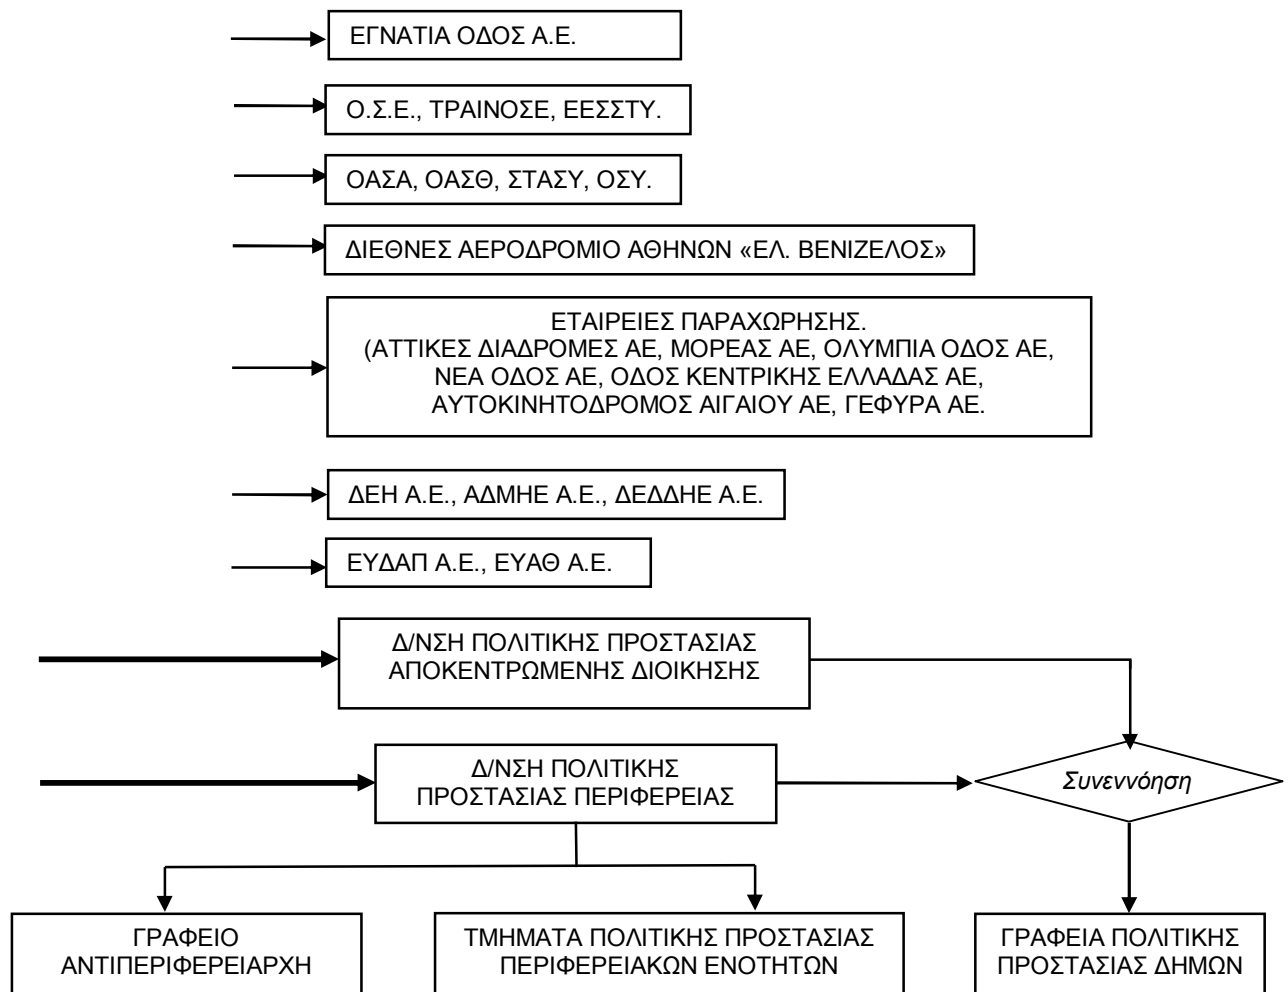 ΕΓΝΑΤΙΑ ΟΔΟΣ Α.Ε.
Ο.Σ.Ε., ΤΡΑΙΝΟΣΕ, ΕΕΣΣΤΥ.
ΟΑΣΑ, ΟΑΣΘ, ΣΤΑΣΥ, ΟΣΥ.
ΔΙΕΘΝΕΣ ΑΕΡΟΔΡΟΜΙΟ ΑΘΗΝΩΝ «ΕΛ. ΒΕΝΙΖΕΛΟΣ»
ΕΤΑΙΡΕΙΕΣ ΠΑΡΑΧΩΡΗΣΗΣ.
(ΑΤΤΙΚΕΣ ΔΙΑΔΡΟΜΕΣ ΑΕ, ΜΟΡΕΑΣ ΑΕ, ΟΛΥΜΠΙΑ ΟΔΟΣ ΑΕ,
ΝΕΑ ΟΔΟΣ ΑΕ, ΟΔΟΣ ΚΕΝΤΡΙΚΗΣ ΕΛΛΑΔΑΣ ΑΕ,
ΑΥΤΟΚΙΝΗΤΟΔΡΟΜΟΣ ΑΙΓΑΙΟΥ ΑΕ, ΓΕΦΥΡΑ ΑΕ.
ΔΕΗ Α.Ε., ΑΔΜΗΕ Α.Ε., ΔΕΔΔΗΕ Α.Ε.
ΕΥΔΑΠ Α.Ε., ΕΥΑΘ Α.Ε.
Δ/ΝΣΗ ΠΟΛΙΤΙΚΗΣ ΠΡΟΣΤΑΣΙΑΣ
ΑΠΟΚΕΝΤΡΩΜΕΝΗΣ ΔΙΟΙΚΗΣΗΣ
Δ/ΝΣΗ ΠΟΛΙΤΙΚΗΣ
ΠΡΟΣΤΑΣΙΑΣ ΠΕΡΙΦΕΡΕΙΑΣ
Συνεννόηση
ΓΡΑΦΕΙΟ
ΑΝΤΙΠΕΡΙΦΕΡΕΙΑΡΧΗ
ΤΜΗΜΑΤΑ ΠΟΛΙΤΙΚΗΣ ΠΡΟΣΤΑΣΙΑΣ
ΠΕΡΙΦΕΡΕΙΑΚΩΝ ΕΝΟΤΗΤΩΝ
ΓΡΑΦΕΙΑ ΠΟΛΙΤΙΚΗΣ
ΠΡΟΣΤΑΣΙΑΣ ΔΗΜΩΝ